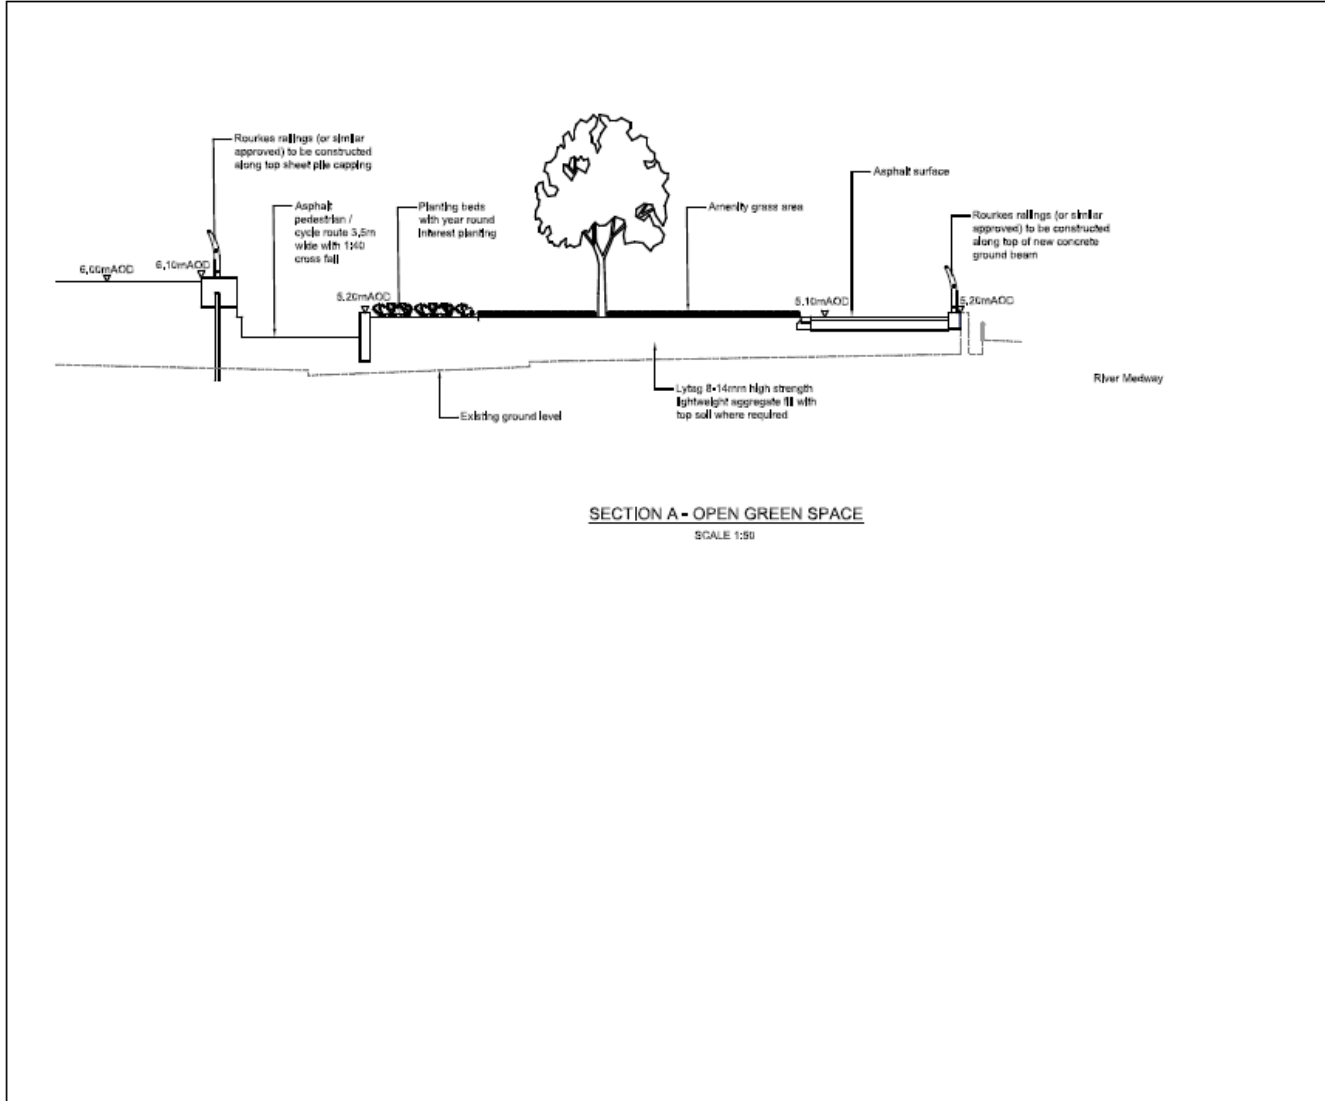 Rourkes railings (or similar
approved) to be constructed
along top sheet pile capping
Asphalt
pedestrian /
cycle route 3.5m
wide with 1:40
cross fall
Planting beds
with year round
interest planting
Amenity grass area
Asphalt surface
Rourkes railings (or similar
approved) to be constructed
along top of new concrete
ground beam
6.00mAOD
6.10mAOD
5.20mAOD
5.10mAOD
5.20mAOD
River Medway
Existing ground level
Lytag 8-14mm high strength
lightweight aggregate fill with
top soil where required
SECTION A - OPEN GREEN SPACE
SCALE 1:50